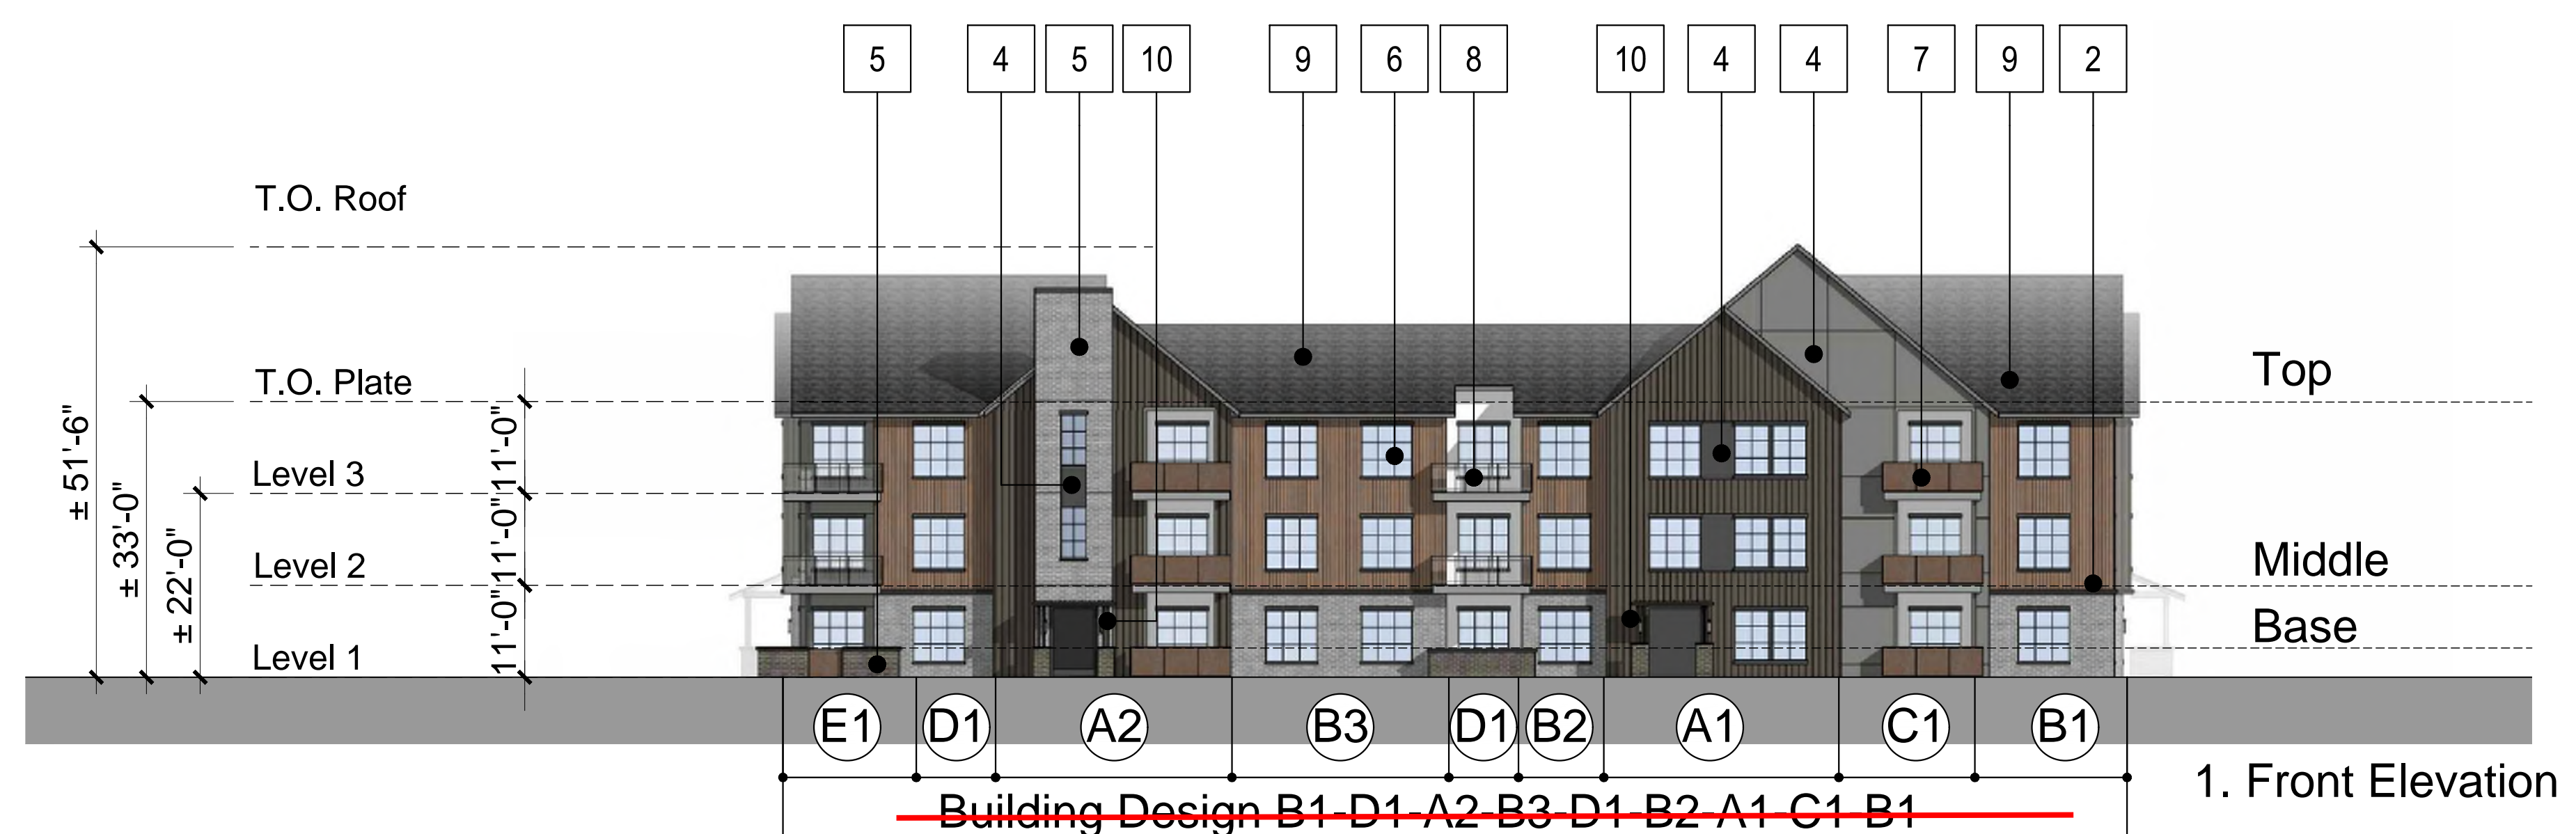 5 4 5 10 9 6 8 10 4 4 7 9 2
T.O. Roof
T.O. Plate
Level 3
Level 2
Level 1
± 51'-6"
± 33'-0"
± 22'-0"
11'-0"
11'-0"
11'-0"
Top
Middle
Base
E1 D1 A2 B3 D1 B2 A1 C1 B1
1. Front Elevation
Building Design B1-D1-A2-B3-D1-B2-A1-C1-B1